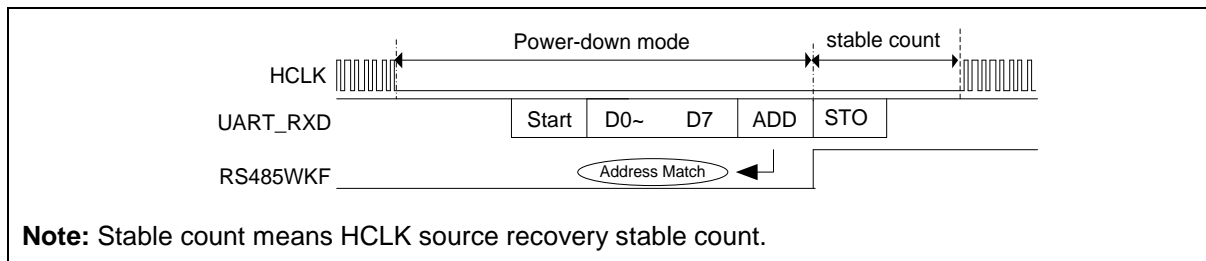 Power-down mode stable count
HCLK
UART_RXD Start D0~ D7 ADD STO
Address Match
RS485WKF
Note: Stable count means HCLK source recovery stable count.